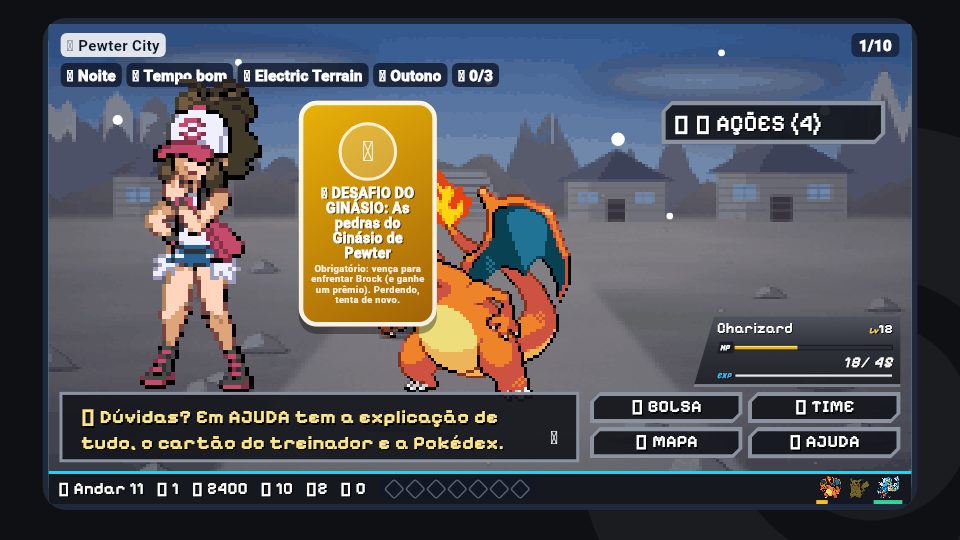 Pewter City
1/10
Noite
Tempo bom
Electric Terrain
Outono
0/3
AÇÕES (4)
DESAFIO DO
GINÁSIO: As
pedras do
Ginásio de
Pewter
Obrigatório: vença para
enfrentar Brock (e ganhe
um prêmio). Perdendo,
tenta de novo.
Charizard Lv18
HP
18/ 48
EXP
Dúvidas? Em AJUDA tem a explicação de
tudo, o cartão do treinador e a Pokédex.
BOLSA
TIME
MAPA
AJUDA
Andar 11 1 2400 10 2 0